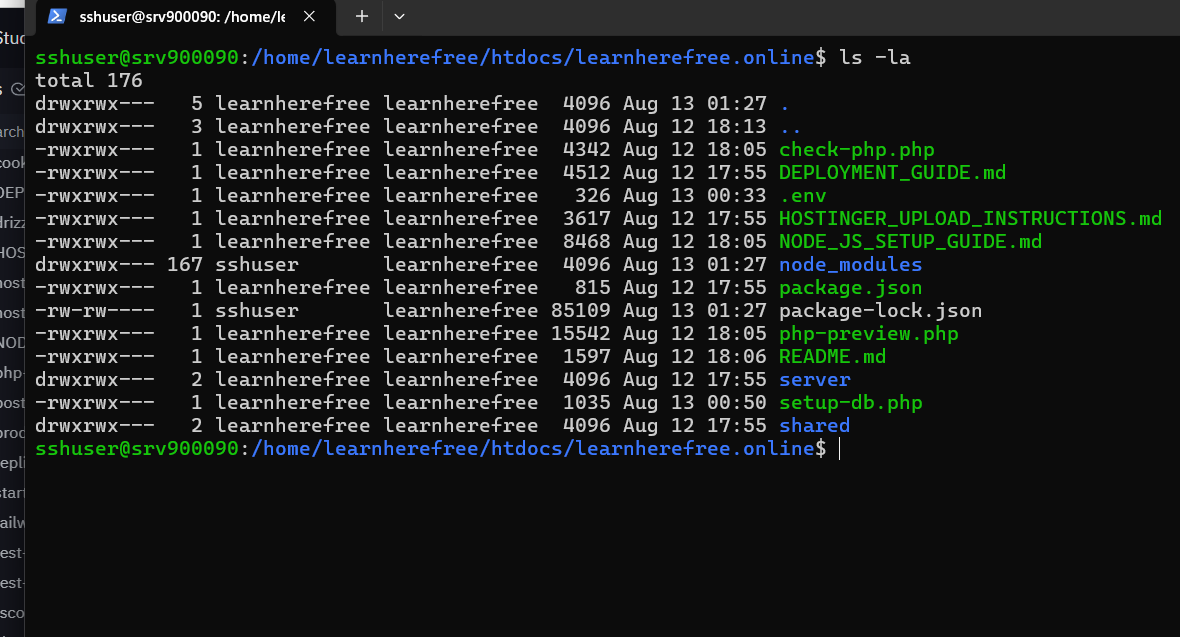 sshuser@srv900090: /home/le
sshuser@srv900090:/home/learnherefree/htdocs/learnherefree.online$ ls -la
total 176
drwxrwx---   5 learnherefree learnherefree  4096 Aug 13 01:27 .
drwxrwx---   3 learnherefree learnherefree  4096 Aug 12 18:13 ..
-rwxrwx---   1 learnherefree learnherefree  4342 Aug 12 18:05 check-php.php
-rwxrwx---   1 learnherefree learnherefree  4512 Aug 12 17:55 DEPLOYMENT_GUIDE.md
-rwxrwx---   1 learnherefree learnherefree   326 Aug 13 00:33 .env
-rwxrwx---   1 learnherefree learnherefree  3617 Aug 12 17:55 HOSTINGER_UPLOAD_INSTRUCTIONS.md
-rwxrwx---   1 learnherefree learnherefree  8468 Aug 12 18:05 NODE_JS_SETUP_GUIDE.md
drwxrwx--- 167 sshuser       learnherefree  4096 Aug 13 01:27 node_modules
-rwxrwx---   1 learnherefree learnherefree   815 Aug 12 17:55 package.json
-rw-rw----   1 sshuser       learnherefree 85109 Aug 13 01:27 package-lock.json
-rwxrwx---   1 learnherefree learnherefree 15542 Aug 12 18:05 php-preview.php
-rwxrwx---   1 learnherefree learnherefree  1597 Aug 12 18:06 README.md
drwxrwx---   2 learnherefree learnherefree  4096 Aug 12 17:55 server
-rwxrwx---   1 learnherefree learnherefree  1035 Aug 13 00:50 setup-db.php
drwxrwx---   2 learnherefree learnherefree  4096 Aug 12 17:55 shared
sshuser@srv900090:/home/learnherefree/htdocs/learnherefree.online$